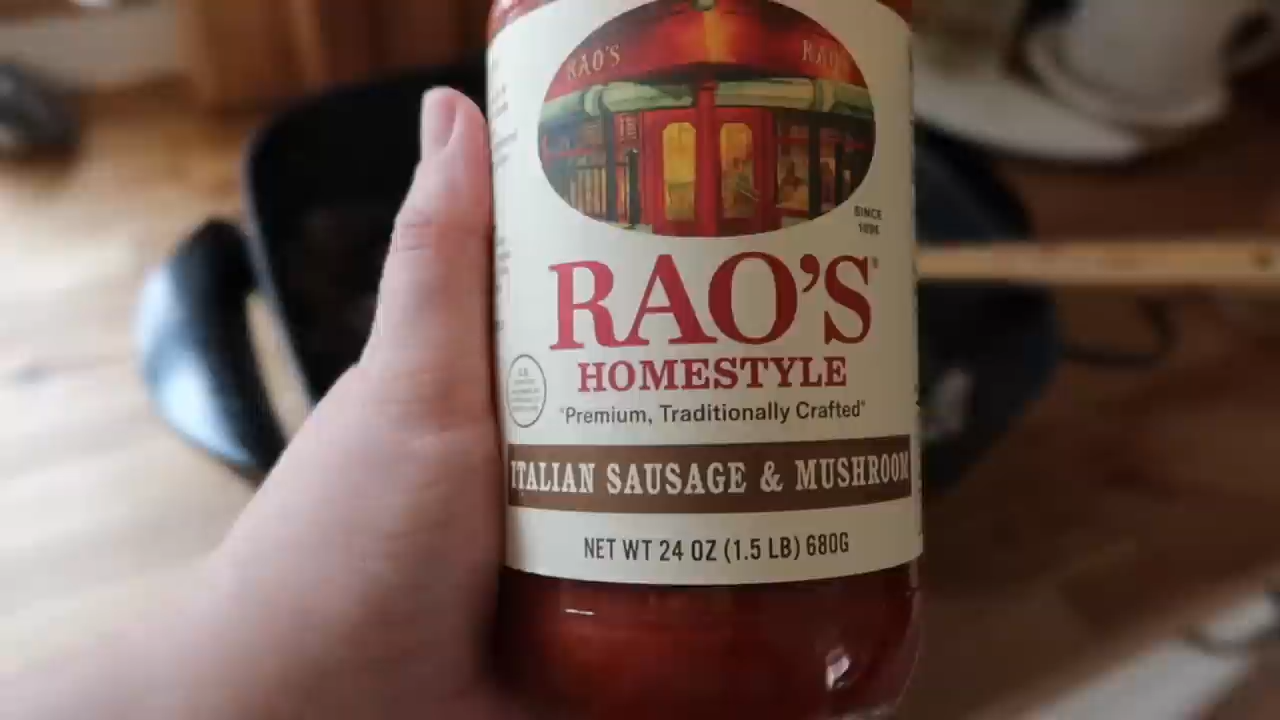 RAO'S RAO'S
SINCE
1896
RAO'S®
HOMESTYLE
"Premium, Traditionally Crafted"
ITALIAN SAUSAGE & MUSHROOM
NET WT 24 OZ (1.5 LB) 680G